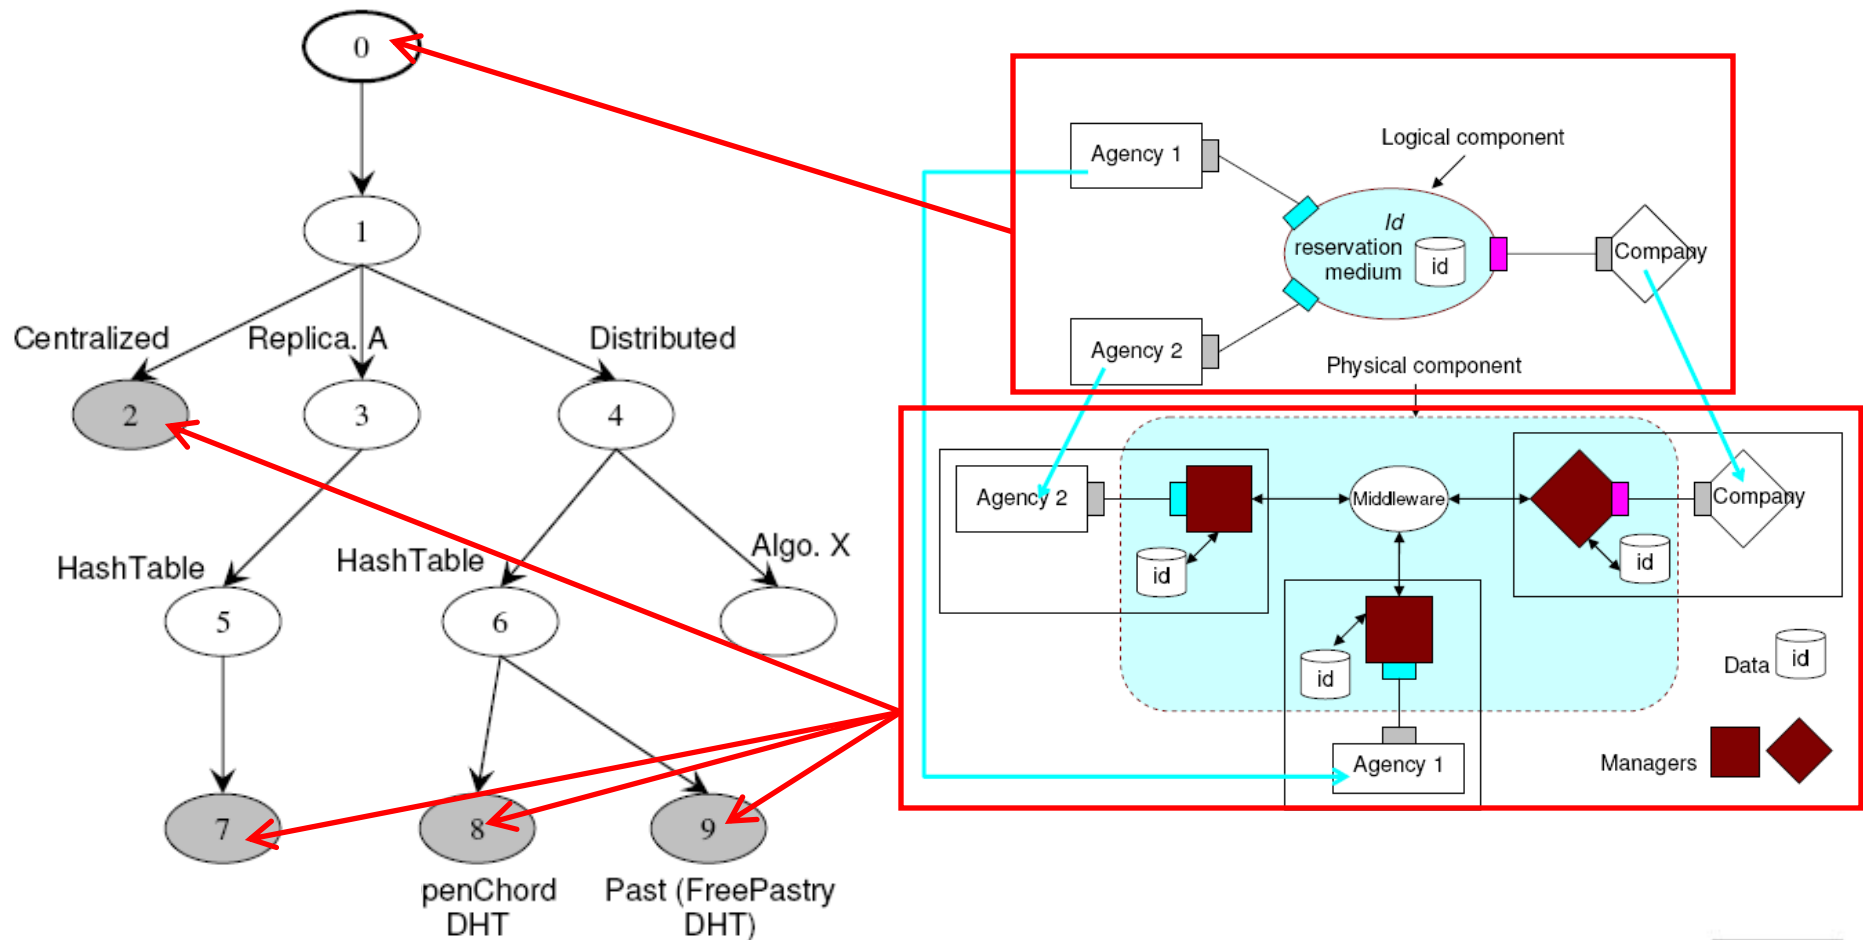 0
1
Centralized
Replica. A
Distributed
2
3
4
HashTable
HashTable
Algo. X
5
6
7
8
9
penChord
DHT
Past (FreePastry
DHT)
Agency 1
Logical component
Id
reservation
medium
id
Company
Agency 2
Physical component
Agency 2
id
Middleware
Company
id
id
Agency 1
Data
id
Managers